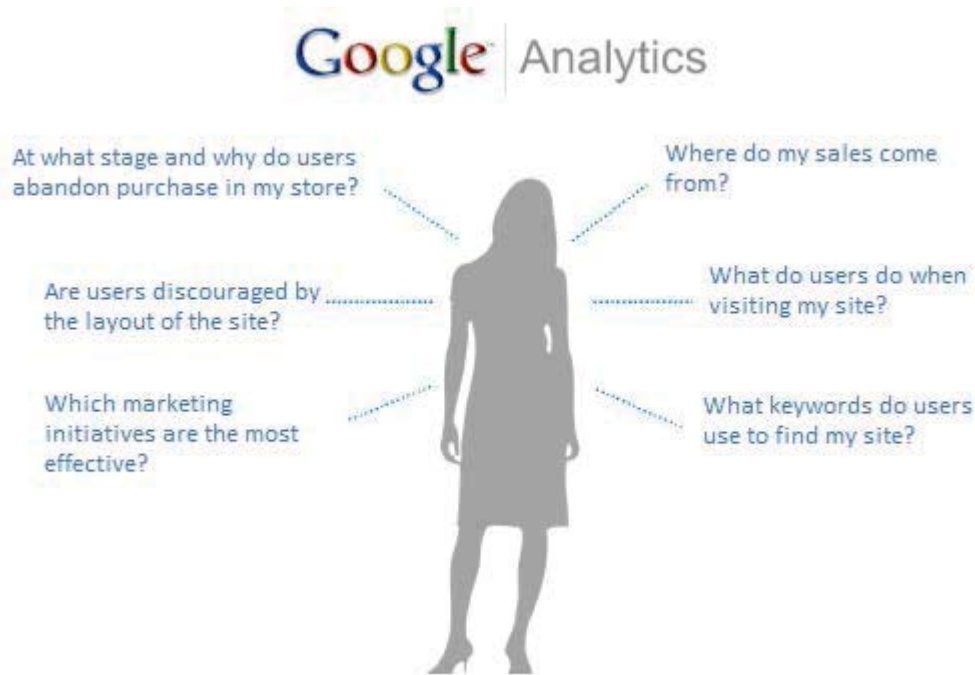 Google Analytics
At what stage and why do users
abandon purchase in my store?
Where do my sales come
from?
Are users discouraged by
the layout of the site?
What do users do when
visiting my site?
Which marketing
initiatives are the most
effective?
What keywords do users
use to find my site?